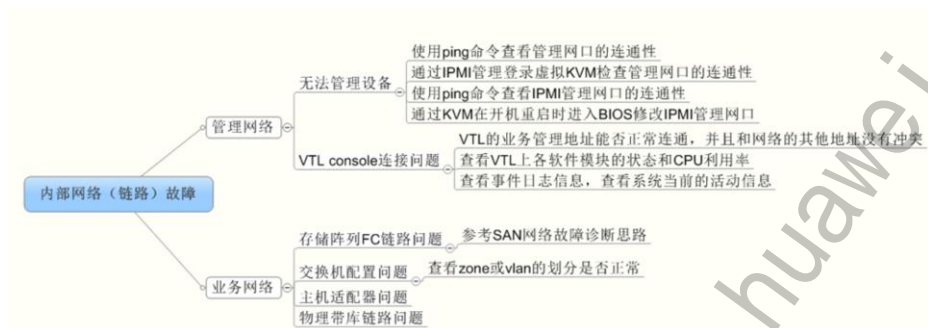 使用ping命令查看管理网口的连通性
通过IPMI管理登录虚拟KVM检查管理网口的连通性
无法管理设备
使用ping命令查看IPMI管理网口的连通性
通过KVM在开机重启时进入BIOS修改IPMI管理网口
管理网络
VTL的业务管理地址能否正常连通，并且和网络的其他地址没有冲突
VTL console连接问题
查看VTL上各软件模块的状态和CPU利用率
查看事件日志信息，查看系统当前的活动信息
内部网络（链路）故障
存储阵列FC链路问题
参考SAN网络故障诊断思路
交换机配置问题
查看zone或vlan的划分是否正常
业务网络
主机适配器问题
物理带库链路问题
huawei